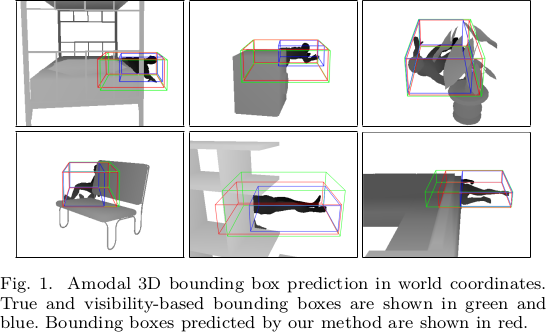 Fig. 1. Amodal 3D bounding box prediction in world coordinates.
True and visibility-based bounding boxes are shown in green and
blue. Bounding boxes predicted by our method are shown in red.